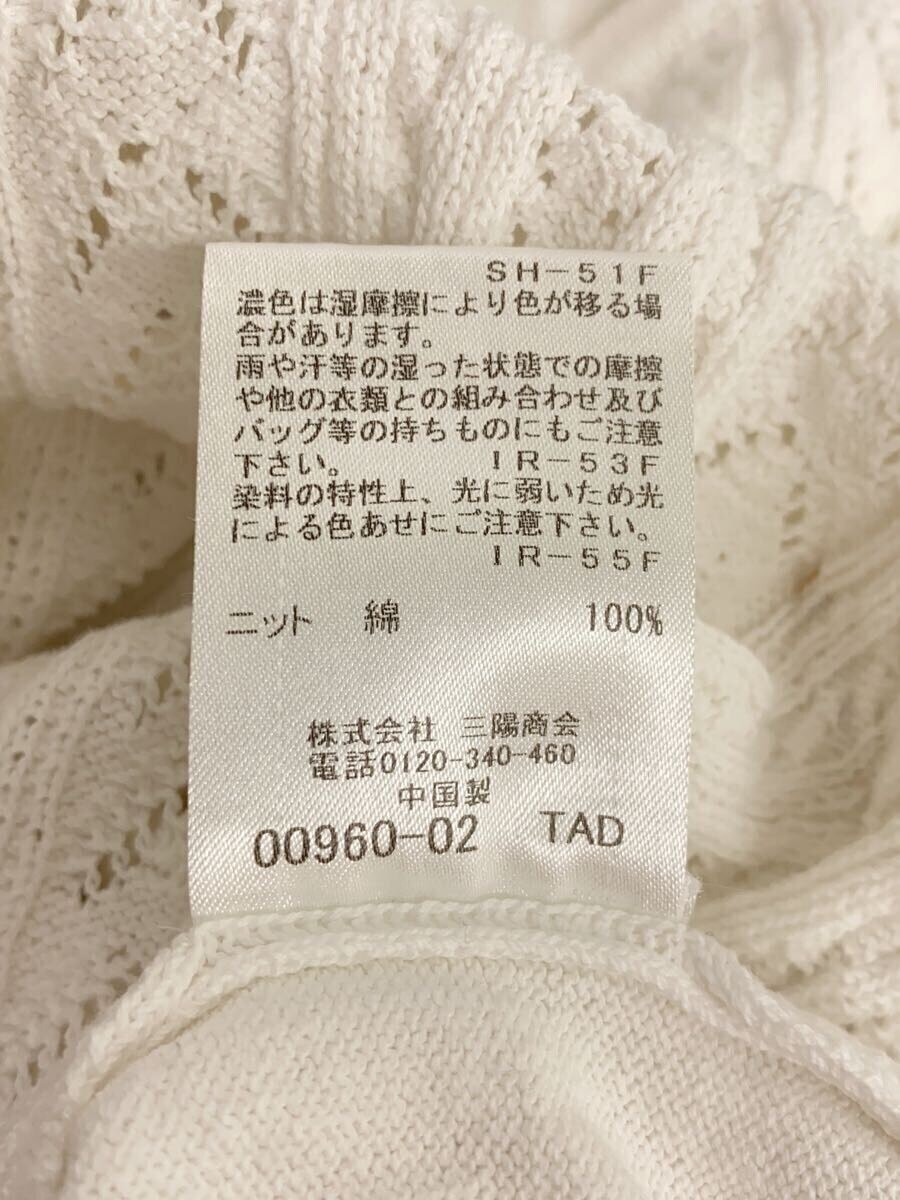 SH-51F
濃色は湿摩擦により色が移る場
合があります。
雨や汗等の湿った状態での摩擦
や他の衣類との組み合わせ及び
バッグ等の持ちものにもご注意
下さい。 IR-53F
染料の特性上、光に弱いため光
による色あせにご注意下さい。
IR-55F
ニット 綿 100%
株式会社 三陽商会
電話0120-340-460
中国製
00960-02 TAD